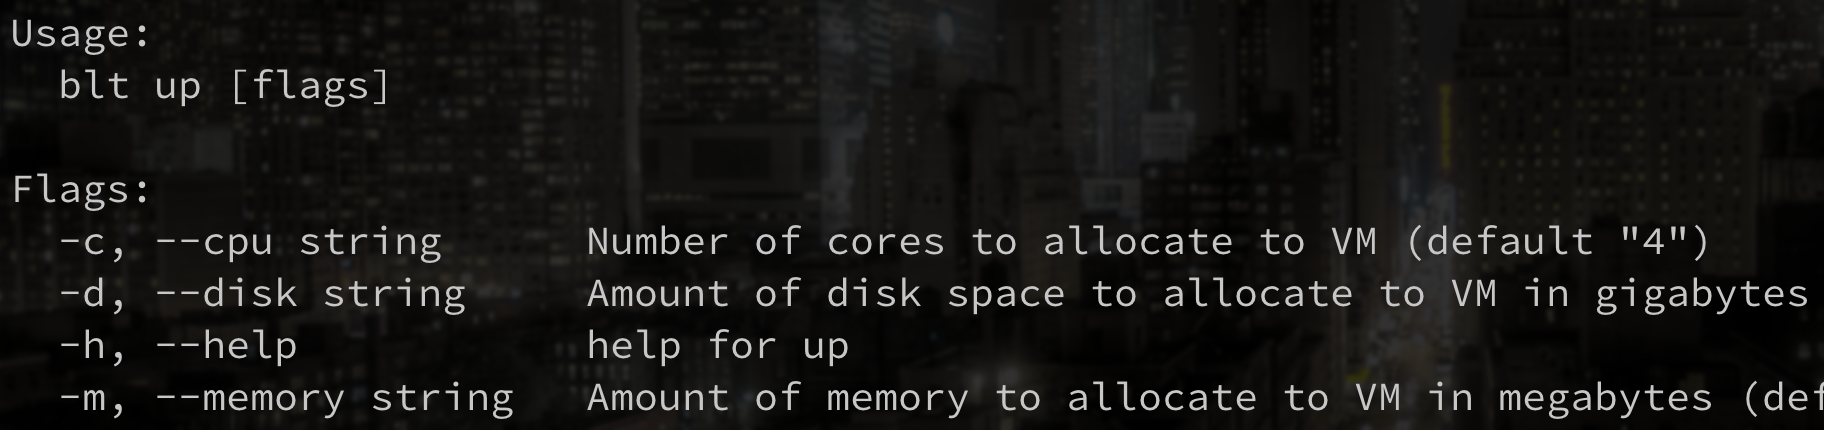 Usage:
  blt up [flags]

Flags:
  -c, --cpu string      Number of cores to allocate to VM (default "4")
  -d, --disk string     Amount of disk space to allocate to VM in gigabytes
  -h, --help            help for up
  -m, --memory string   Amount of memory to allocate to VM in megabytes (def